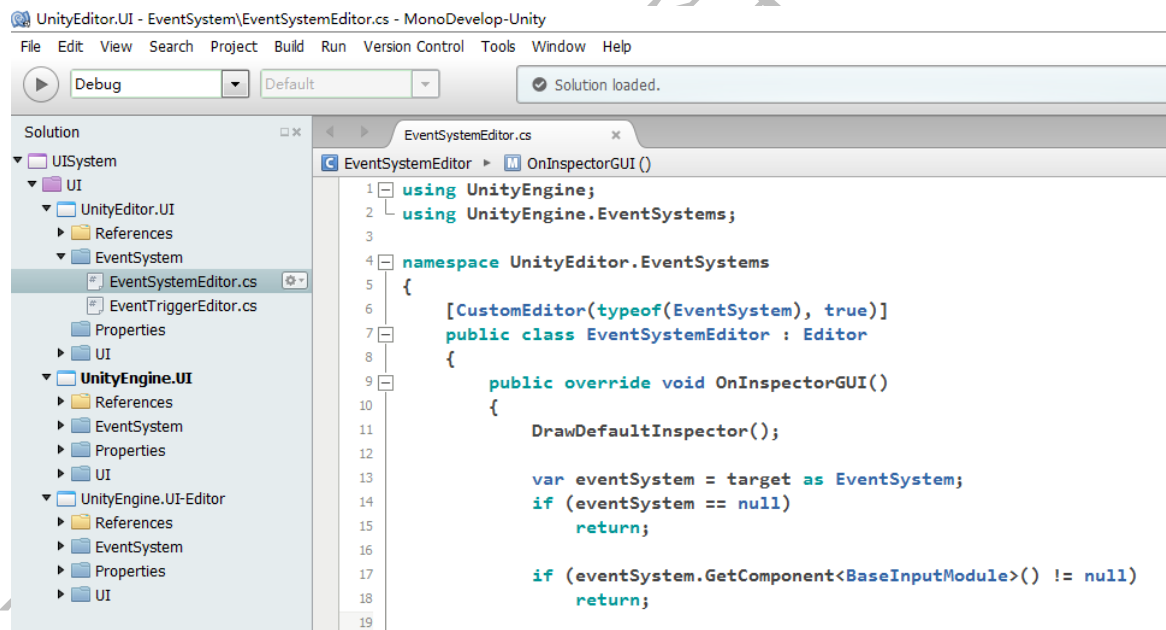 UnityEditor.UI - EventSystem\EventSystemEditor.cs - MonoDevelop-Unity
File Edit View Search Project Build Run Version Control Tools Window Help
Debug Default Solution loaded.
Solution
UISystem
UI
UnityEditor.UI
References
EventSystem
EventSystemEditor.cs
EventTriggerEditor.cs
Properties
UI
UnityEngine.UI
References
EventSystem
Properties
UI
UnityEngine.UI-Editor
References
EventSystem
Properties
UI
EventSystemEditor.cs
EventSystemEditor OnInspectorGUI ()
1 using UnityEngine;
2 using UnityEngine.EventSystems;
3
4 namespace UnityEditor.EventSystems
5 {
6 [CustomEditor(typeof(EventSystem), true)]
7 public class EventSystemEditor : Editor
8 {
9 public override void OnInspectorGUI()
10 {
11 DrawDefaultInspector();
12
13 var eventSystem = target as EventSystem;
14 if (eventSystem == null)
15 return;
16
17 if (eventSystem.GetComponent<BaseInputModule>() != null)
18 return;
19